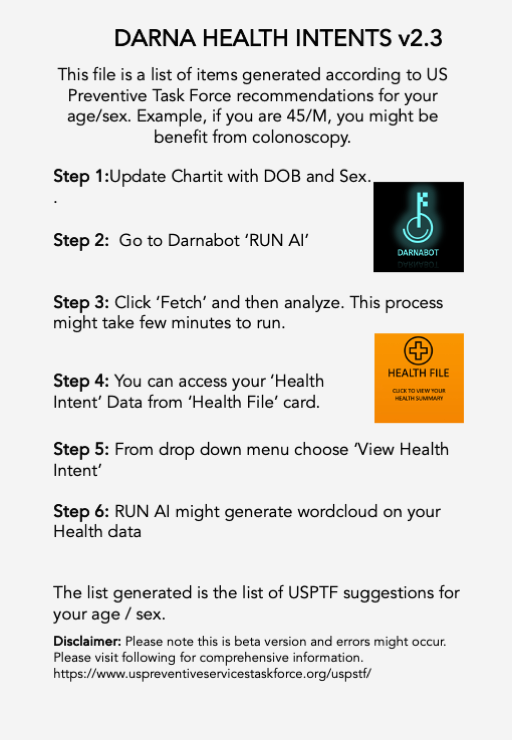 DARNA HEALTH INTENTS v2.3
This file is a list of items generated according to US
Preventive Task Force recommendations for your
age/sex. Example, if you are 45/M, you might be
benefit from colonoscopy.
Step 1:Update Chartit with DOB and Sex.
.
DARNABOT
Step 2: Go to Darnabot ‘RUN AI’
Step 3: Click ‘Fetch’ and then analyze. This process
might take few minutes to run.
HEALTH FILE
CLICK TO VIEW YOUR
HEALTH SUMMARY
Step 4: You can access your ‘Health
Intent’ Data from ‘Health File’ card.
Step 5: From drop down menu choose ‘View Health
Intent’
Step 6: RUN AI might generate wordcloud on your
Health data
The list generated is the list of USPTF suggestions for
your age / sex.
Disclaimer: Please note this is beta version and errors might occur.
Please visit following for comprehensive information.
https://www.uspreventiveservicestaskforce.org/uspstf/